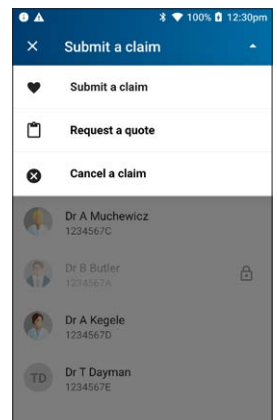 100% 12:30pm
Submit a claim
Submit a claim
Request a quote
Cancel a claim
Dr A Muchewicz
1234567C
Dr B Butler
1234567A
Dr A Kegele
1234567D
TD Dr T Dayman
1234567E